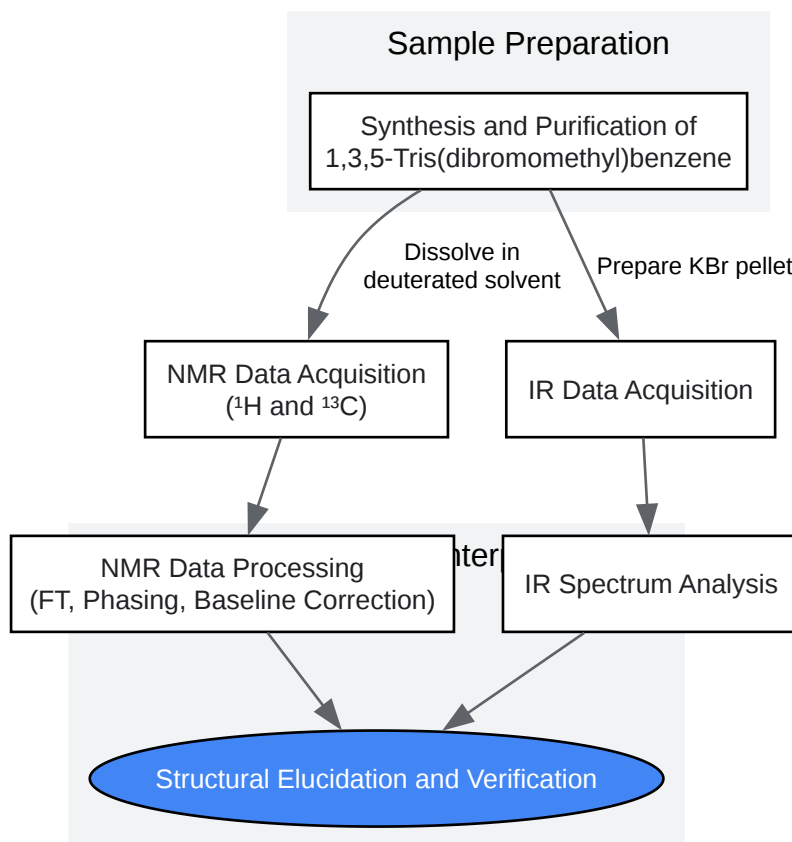 Sample Preparation
Synthesis and Purification of
1,3,5-Tris(dibromomethyl)benzene
Dissolve in
deuterated solvent
Prepare KBr pellet
NMR Data Acquisition
(¹H and ¹³C)
IR Data Acquisition
NMR Data Processing
(FT, Phasing, Baseline Correction)
IR Spectrum Analysis
Structural Elucidation and Verification